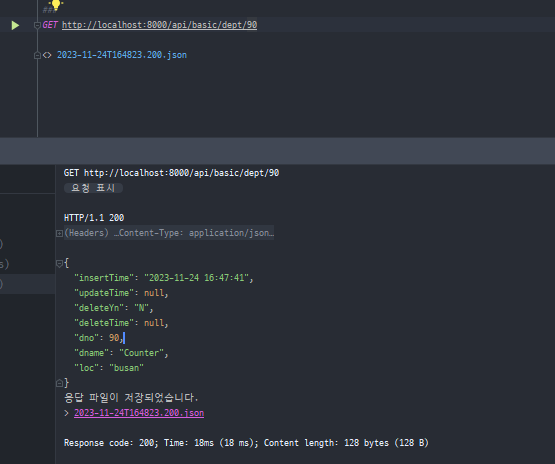 ###
GET http://localhost:8000/api/basic/dept/90
<> 2023-11-24T164823.200.json
GET http://localhost:8000/api/basic/dept/90
요청 표시
HTTP/1.1 200
(Headers) …Content-Type: application/json…
)
s)
)
{
"insertTime": "2023-11-24 16:47:41",
"updateTime": null,
"deleteYn": "N",
"deleteTime": null,
"dno": 90,
"dname": "Counter",
"loc": "busan"
}
응답 파일이 저장되었습니다.
> 2023-11-24T164823.200.json
Response code: 200; Time: 18ms (18 ms); Content length: 128 bytes (128 B)